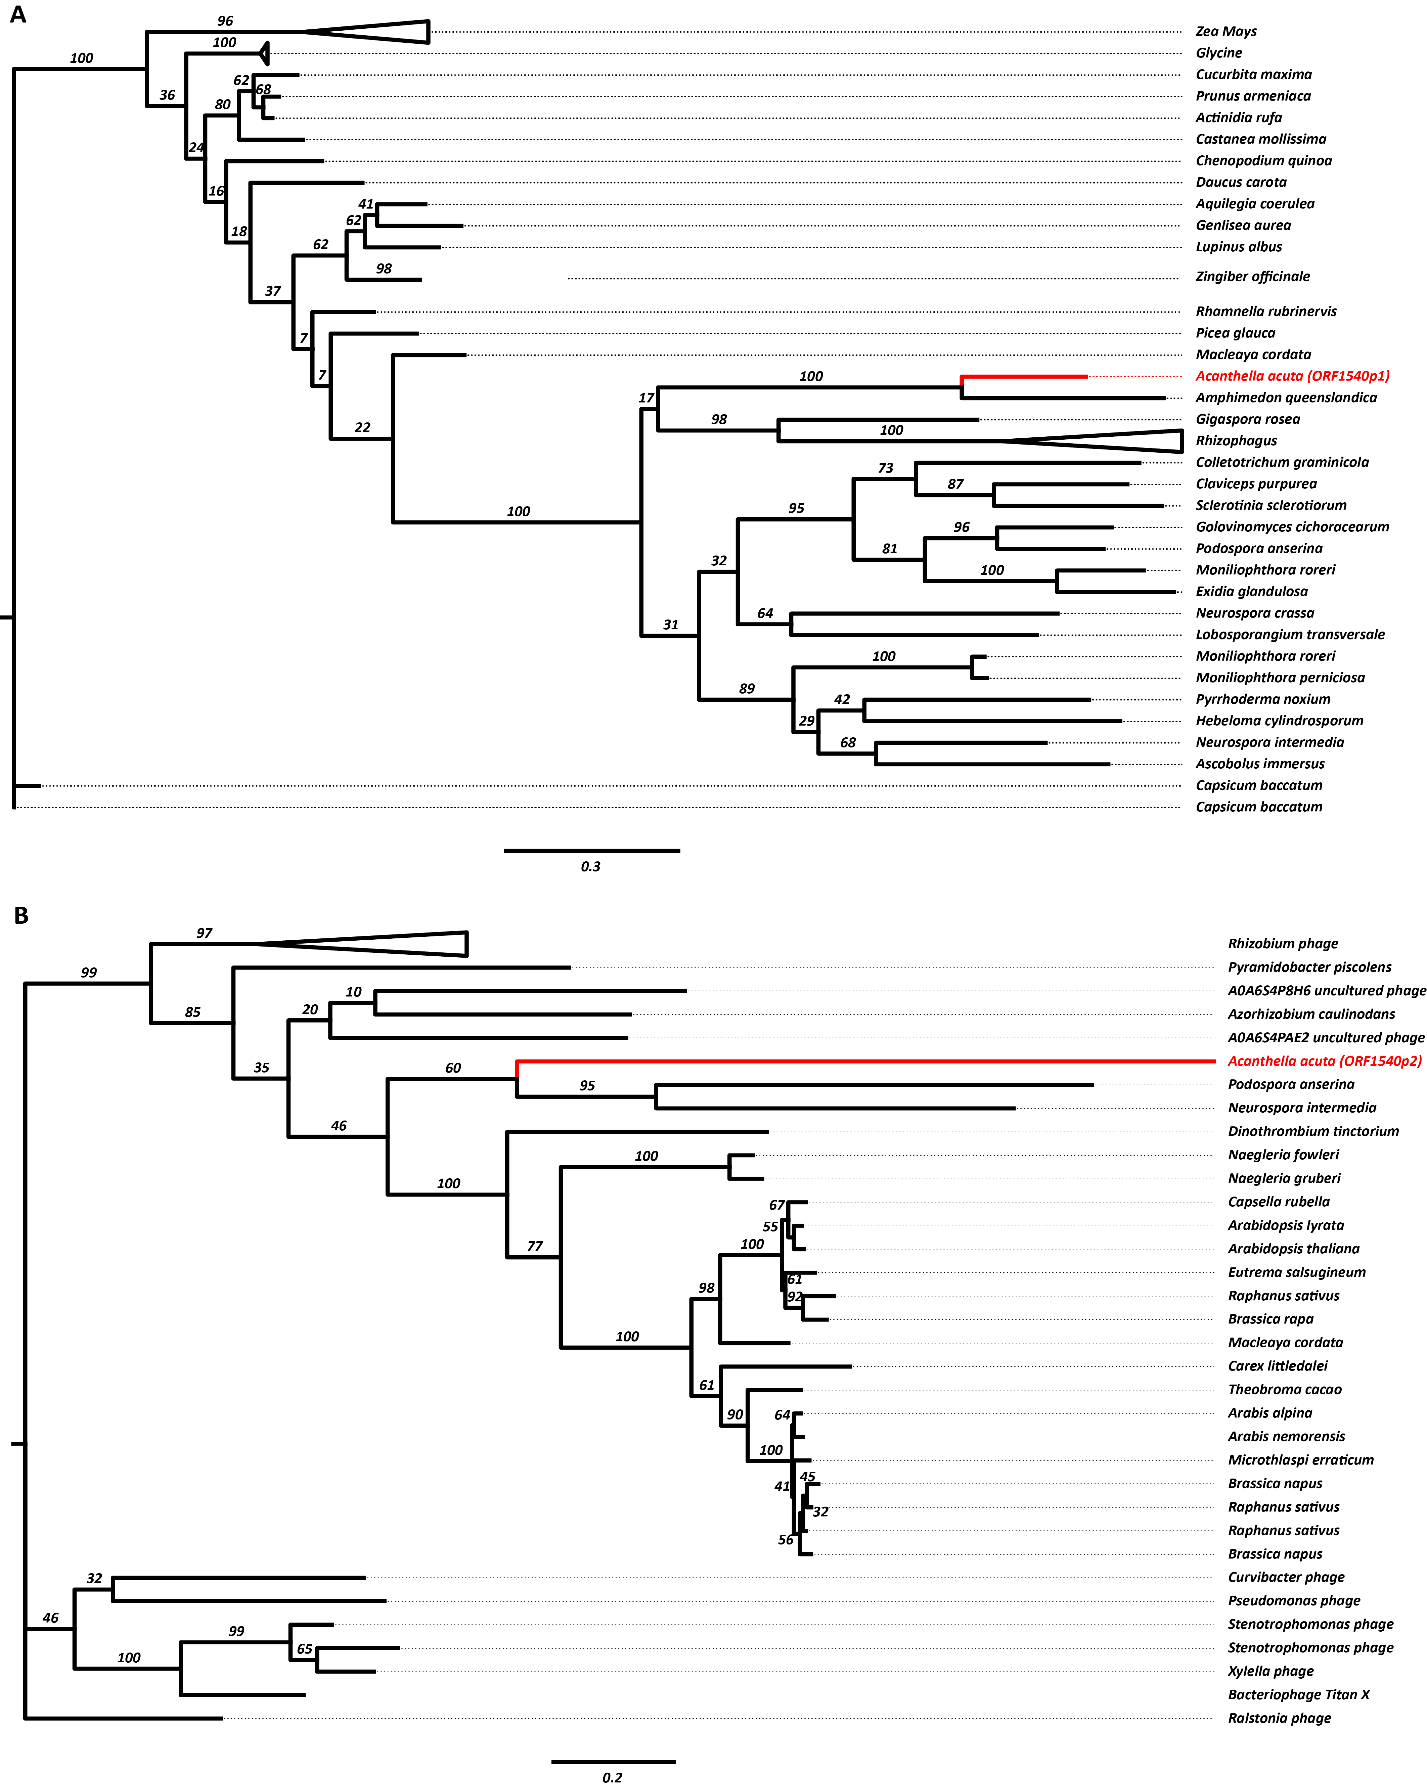 A
96
Zea Mays
100
Glycine
100
62
Cucurbita maxima
68
Prunus armeniaca
36
80
Actinidia rufa
Castanea mollissima
24
Chenopodium quinoa
16
Daucus carota
41
Aquilegia coerulea
62
Genlisea aurea
18
62
Lupinus albus
98
Zingiber officinale
37
Rhamnella rubrinervis
7
Picea glauca
Macleaya cordata
7
100
Acanthella acuta (ORF1540p1)
17
Amphimedon queenslandica
22
98
Gigaspora rosea
100
Rhizophagus
73
Colletotrichum graminicola
87
Claviceps purpurea
100
95
Sclerotinia sclerotiorum
96
Golovinomyces cichoracearum
32
81
Podospora anserina
100
Moniliophthora roreri
Exidia glandulosa
31
64
Neurospora crassa
Lobosporangium transversale
100
Moniliophthora roreri
Moniliophthora perniciosa
89
42
Pyrrhoderma noxium
29
Hebeloma cylindrosporum
68
Neurospora intermedia
Ascobolus immersus
Capsicum baccatum
Capsicum baccatum
0.3
B
97
Rhizobium phage
99
Pyramidobacter piscolens
10
A0A6S4P8H6 uncultured phage
85
20
Azorhizobium caulinodans
A0A6S4PAE2 uncultured phage
35
60
Acanthella acuta (ORF1540p2)
95
Podospora anserina
Neurospora intermedia
46
Dinothrombium tinctorium
100
Naegleria fowleri
100
Naegleria gruberi
67
Capsella rubella
55
Arabidopsis lyrata
77
100
Arabidopsis thaliana
61
Eutrema salsugineum
98
92
Raphanus sativus
Brassica rapa
100
Macleaya cordata
Carex littledalei
61
Theobroma cacao
90
64
Arabis alpina
Arabis nemorensis
100
Microthlaspi erraticum
41
45
Brassica napus
32
Raphanus sativus
56
Raphanus sativus
Brassica napus
32
Curvibacter phage
Pseudomonas phage
46
99
Stenotrophomonas phage
65
Stenotrophomonas phage
100
Xylella phage
Bacteriophage Titan X
Ralstonia phage
0.2